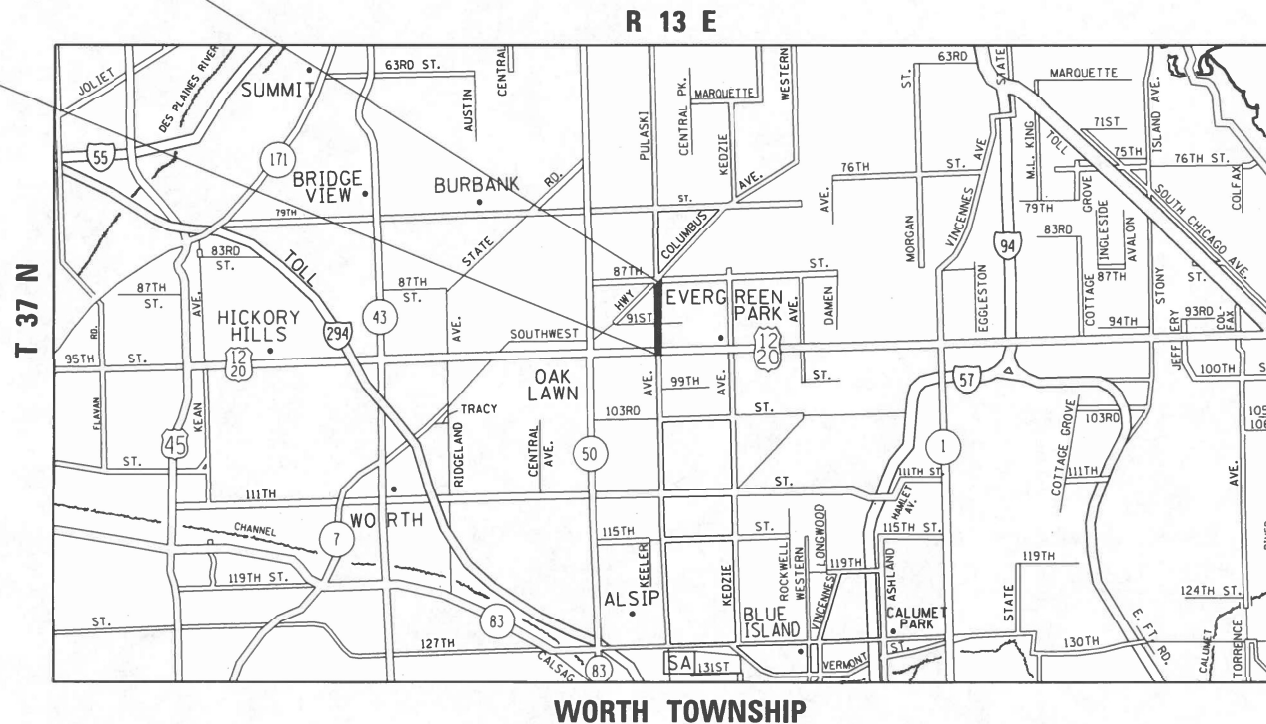 R 13 E
T 37 N
JOLIET
DES PLAINES RIVER
SUMMIT
63RD ST.
AUSTIN
CENTRAL
PULASKI
CENTRAL PK.
MARQUETTE
KEDZIE
WESTERN
ST.
63RD
STATE
MARQUETTE
ISLAND AVE.
55
171
BRIDGE
VIEW
BURBANK
STATE RD.
79TH
ST.
COLUMBUS AVE.
76TH ST.
AVE.
MORGAN
VINCENNES AVE
M.L. KING
TOLL
71ST
75TH
76TH ST.
COLFAX
79TH
GROVE
INGLESIDE
AVALON
SOUTH CHICAGO AVE.
83RD
ST.
TOLL
87TH
ST.
87TH
ST.
87TH
ST.
94
83RD
87TH
ST.
AVE.
HICKORY
HILLS
294
43
AVE.
SOUTHWEST HWY
91ST
EVERGREEN
PARK
AVE.
DAMEN
EGGLESTON
COTTAGE
STONY
94TH
JEFFERY
93RD
COL-
FAX
RD.
95TH ST.
12
20
12
20
OAK
LAWN
AVE.
99TH
AVE.
ST.
57
100TH
S
FLAVAN
KEAN
45
TRACY
RIDGELAND
CENTRAL
AVE.
50
103RD
ST.
1
COTTAGE GROVE
103RD
105
106
ST.
111TH
ST.
111TH ST.
HAMLET
AV.
111TH
AVE.
CHANNEL
WORTH
7
115TH
KEELER
ST.
ROCKWELL
WESTERN
LONGWOOD
VINCENNES
119TH
115TH ST.
ASHLAND
119TH
STATE
119TH ST.
KEDZIE
ALSIP
BLUE
ISLAND
CALUMET
PARK
124TH ST.
ST.
127TH
83
CALSAG
83
SA
131ST
VERMONT
ST.
130TH
E. FT.
RD.
CALUMET
TORRENCE
WORTH TOWNSHIP